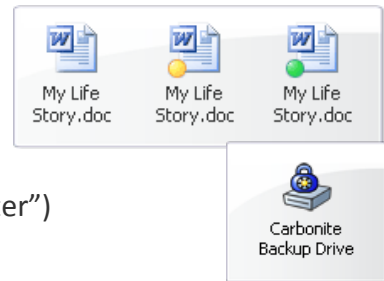 My Life My Life My Life
Story.doc Story.doc Story.doc
er”)
Carbonite
Backup Drive